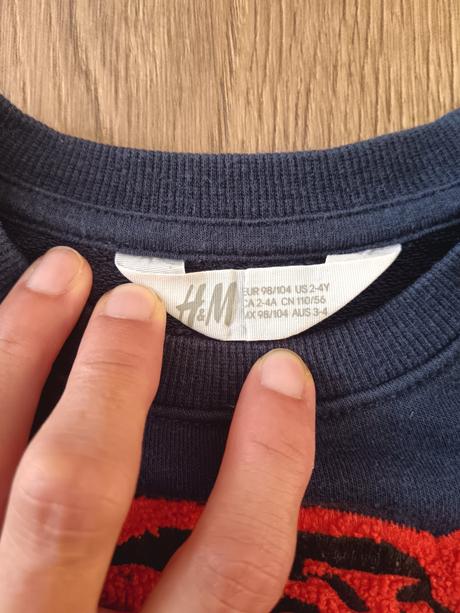 H&M
EUR 98/104 US 2-4Y
CA 2-4A CN 110/56
MX 98/104 AUS 3-4